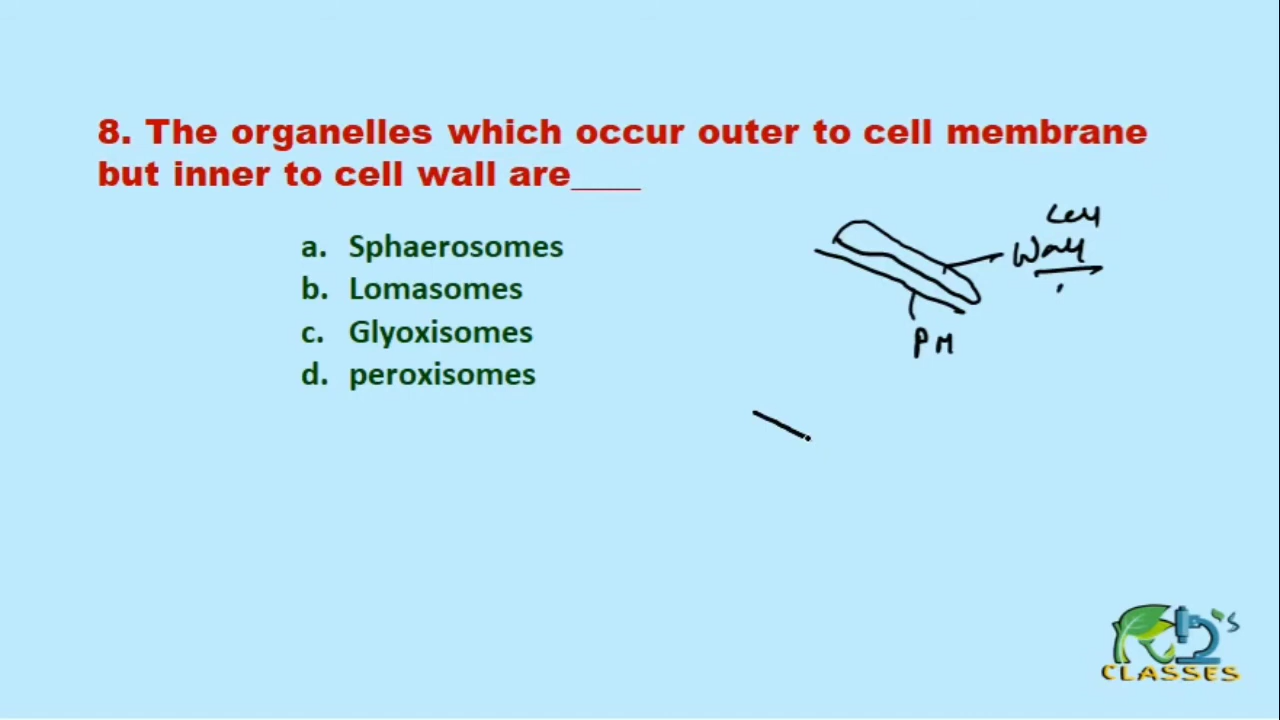 8. The organelles which occur outer to cell membrane
but inner to cell wall are____
a. Sphaerosomes
b. Lomasomes
c. Glyoxisomes
d. peroxisomes
Cell
Wall
PM
RD's
CLASSES